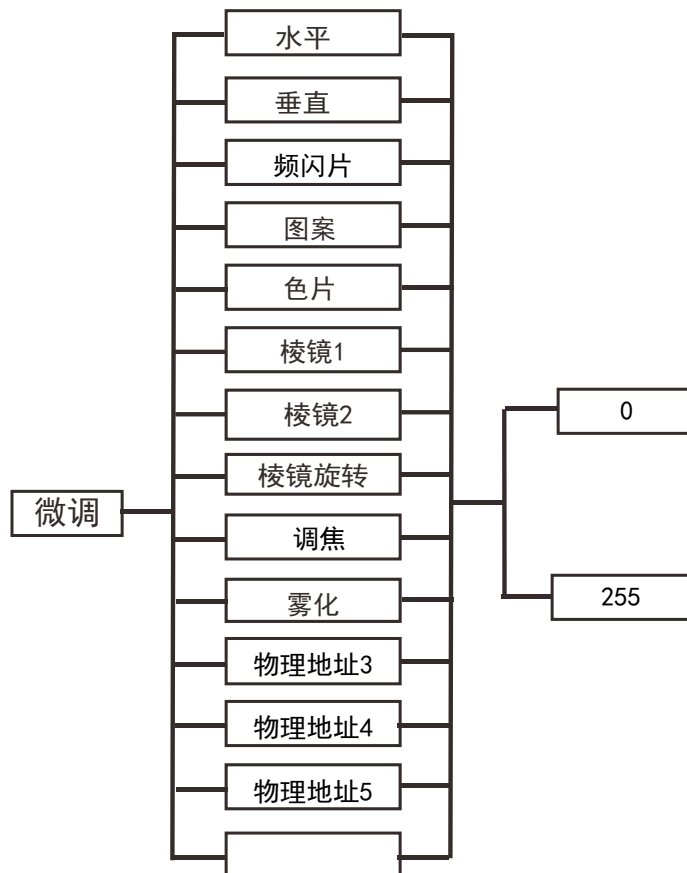 水平
垂直
频闪片
图案
色片
棱镜1
棱镜2
棱镜旋转
微调
调焦
雾化
物理地址3
物理地址4
物理地址5
0
255